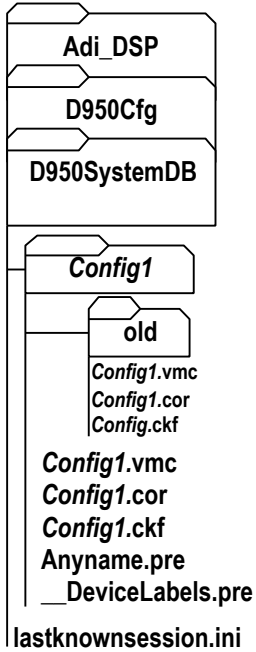 Adi_DSP
D950Cfg
D950SystemDB
Config1
old
Config1.vmc
Config1.cor
Config.ckf
Config1.vmc
Config1.cor
Config1.ckf
Anyname.pre
__DeviceLabels.pre
lastknownsession.ini